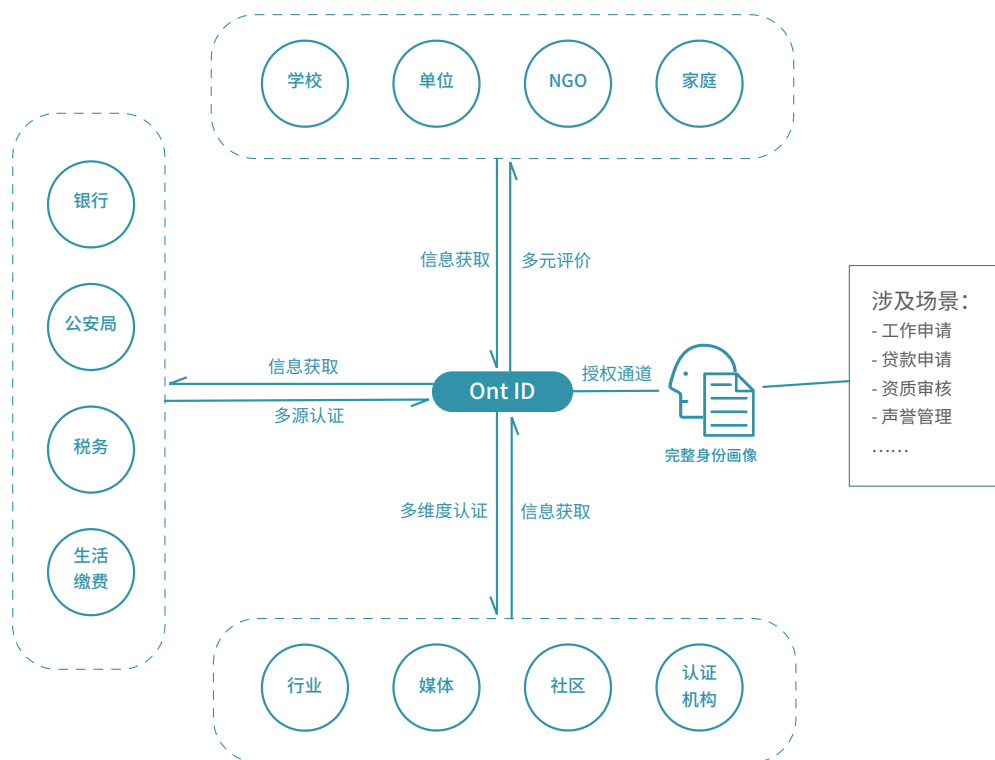 学校
单位
NGO
家庭
银行
公安局
税务
生活
缴费
信息获取
多元评价
信息获取
多源认证
Ont ID
授权通道
完整身份画像
涉及场景：
- 工作申请
- 贷款申请
- 资质审核
- 声誉管理
……
多维度认证
信息获取
行业
媒体
社区
认证
机构